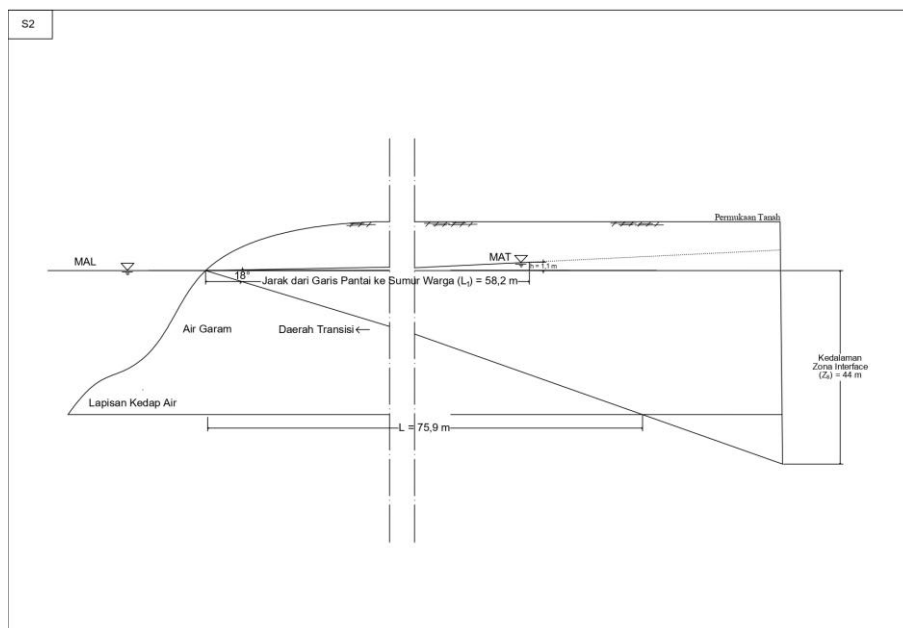 S2
Permukaan Tanah
MAL
MAT
h = 1,1 m
18°
Jarak dari Garis Pantai ke Sumur Warga (L₁) = 58,2 m
Air Garam
Daerah Transisi
Kedalaman
Zona Interface
(Z₀) = 44 m
Lapisan Kedap Air
L = 75,9 m